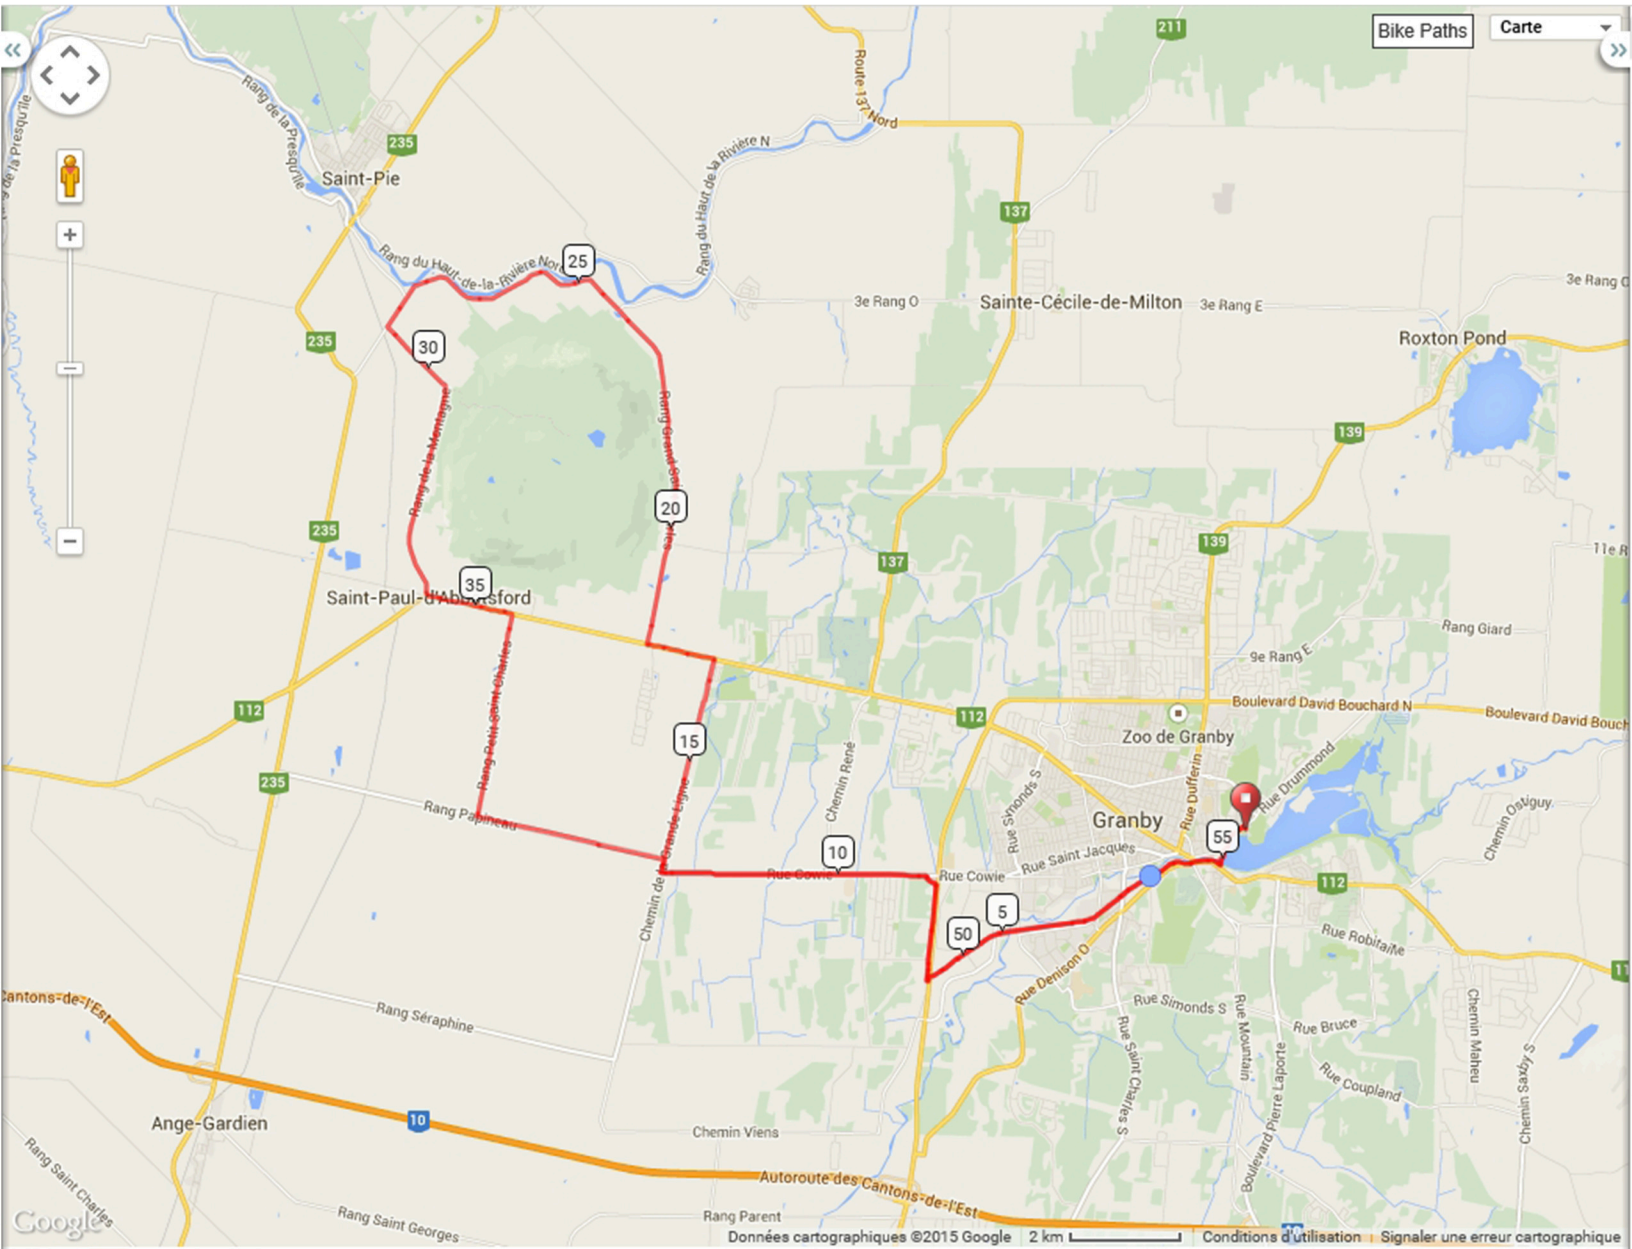 211
Bike Paths
Carte
Rang de la Presqu'île
Route 137 Nord
235
Saint-Pie
Rang du Haut de la Rivière N
137
Rang du Haut-de-la-Rivière Nord
25
3e Rang O
Sainte-Cécile-de-Milton
3e Rang E
3e Rang O
Roxton Pond
235
30
Rang de la Montagne
139
20
235
137
139
11e R
35
Saint-Paul-d'Abbotsford
Rang Giard
9e Rang E
Rang Petit Saint Charles
112
112
Boulevard David Bouchard N
Boulevard David Bouch
Zoo de Granby
15
235
Chemin René
Rue Simonds S
Rue Dufferin
Rue Drummond
Rang Papineau
Chemin de la Grande Ligne
Granby
55
Chemin Ostiguy
10
Rue Saint Jacques
Rue Cowie
Rue Cowie
112
5
50
Rue Robitaille
11
Rue Denison O
Cantons-de-l'Est
Rang Séraphine
Rue Simonds S
Rue Bruce
Rue Mountain
Rue Saint Charles S
Boulevard Pierre Laporte
Rue Coupland
Chemin Maheu
Chemin Saxby S
Ange-Gardien
10
Chemin Viens
Autoroute des Cantons-de-l'Est
Rang Saint Charles
Rang Saint Georges
Rang Parent
10
Google
Données cartographiques ©2015 Google
2 km
Conditions d'utilisation
Signaler une erreur cartographique